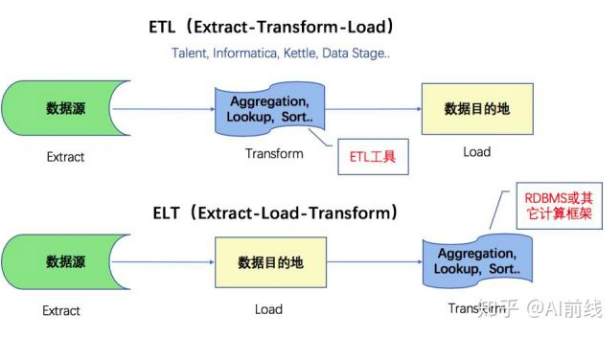 ETL（Extract-Transform-Load）
Talent, Informatica, Kettle, Data Stage..
数据源
Aggregation,
Lookup, Sort..
数据目的地
Extract
Transform
ETL工具
Load
RDBMS或其
它计算框架
ELT（Extract-Load-Transform）
数据源
数据目的地
Aggregation,
Lookup, Sort..
Extract
Load
Transform
知乎 @AI前线